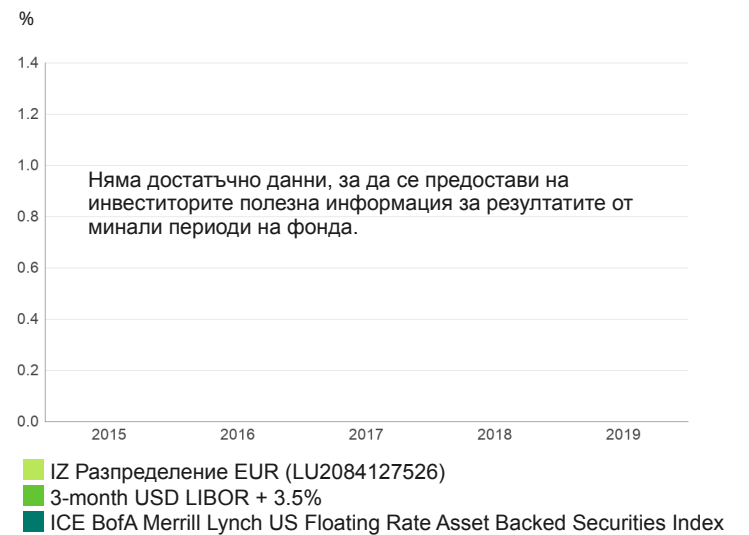 %
1.4
1.2
1.0
Няма достатъчно данни, за да се предостави на
инвеститорите полезна информация за резултатите от
минали периоди на фонда.
0.8
0.6
0.4
0.2
0.0
2015 2016 2017 2018 2019
IZ Разпределение EUR (LU2084127526)
3-month USD LIBOR + 3.5%
ICE BofA Merrill Lynch US Floating Rate Asset Backed Securities Index